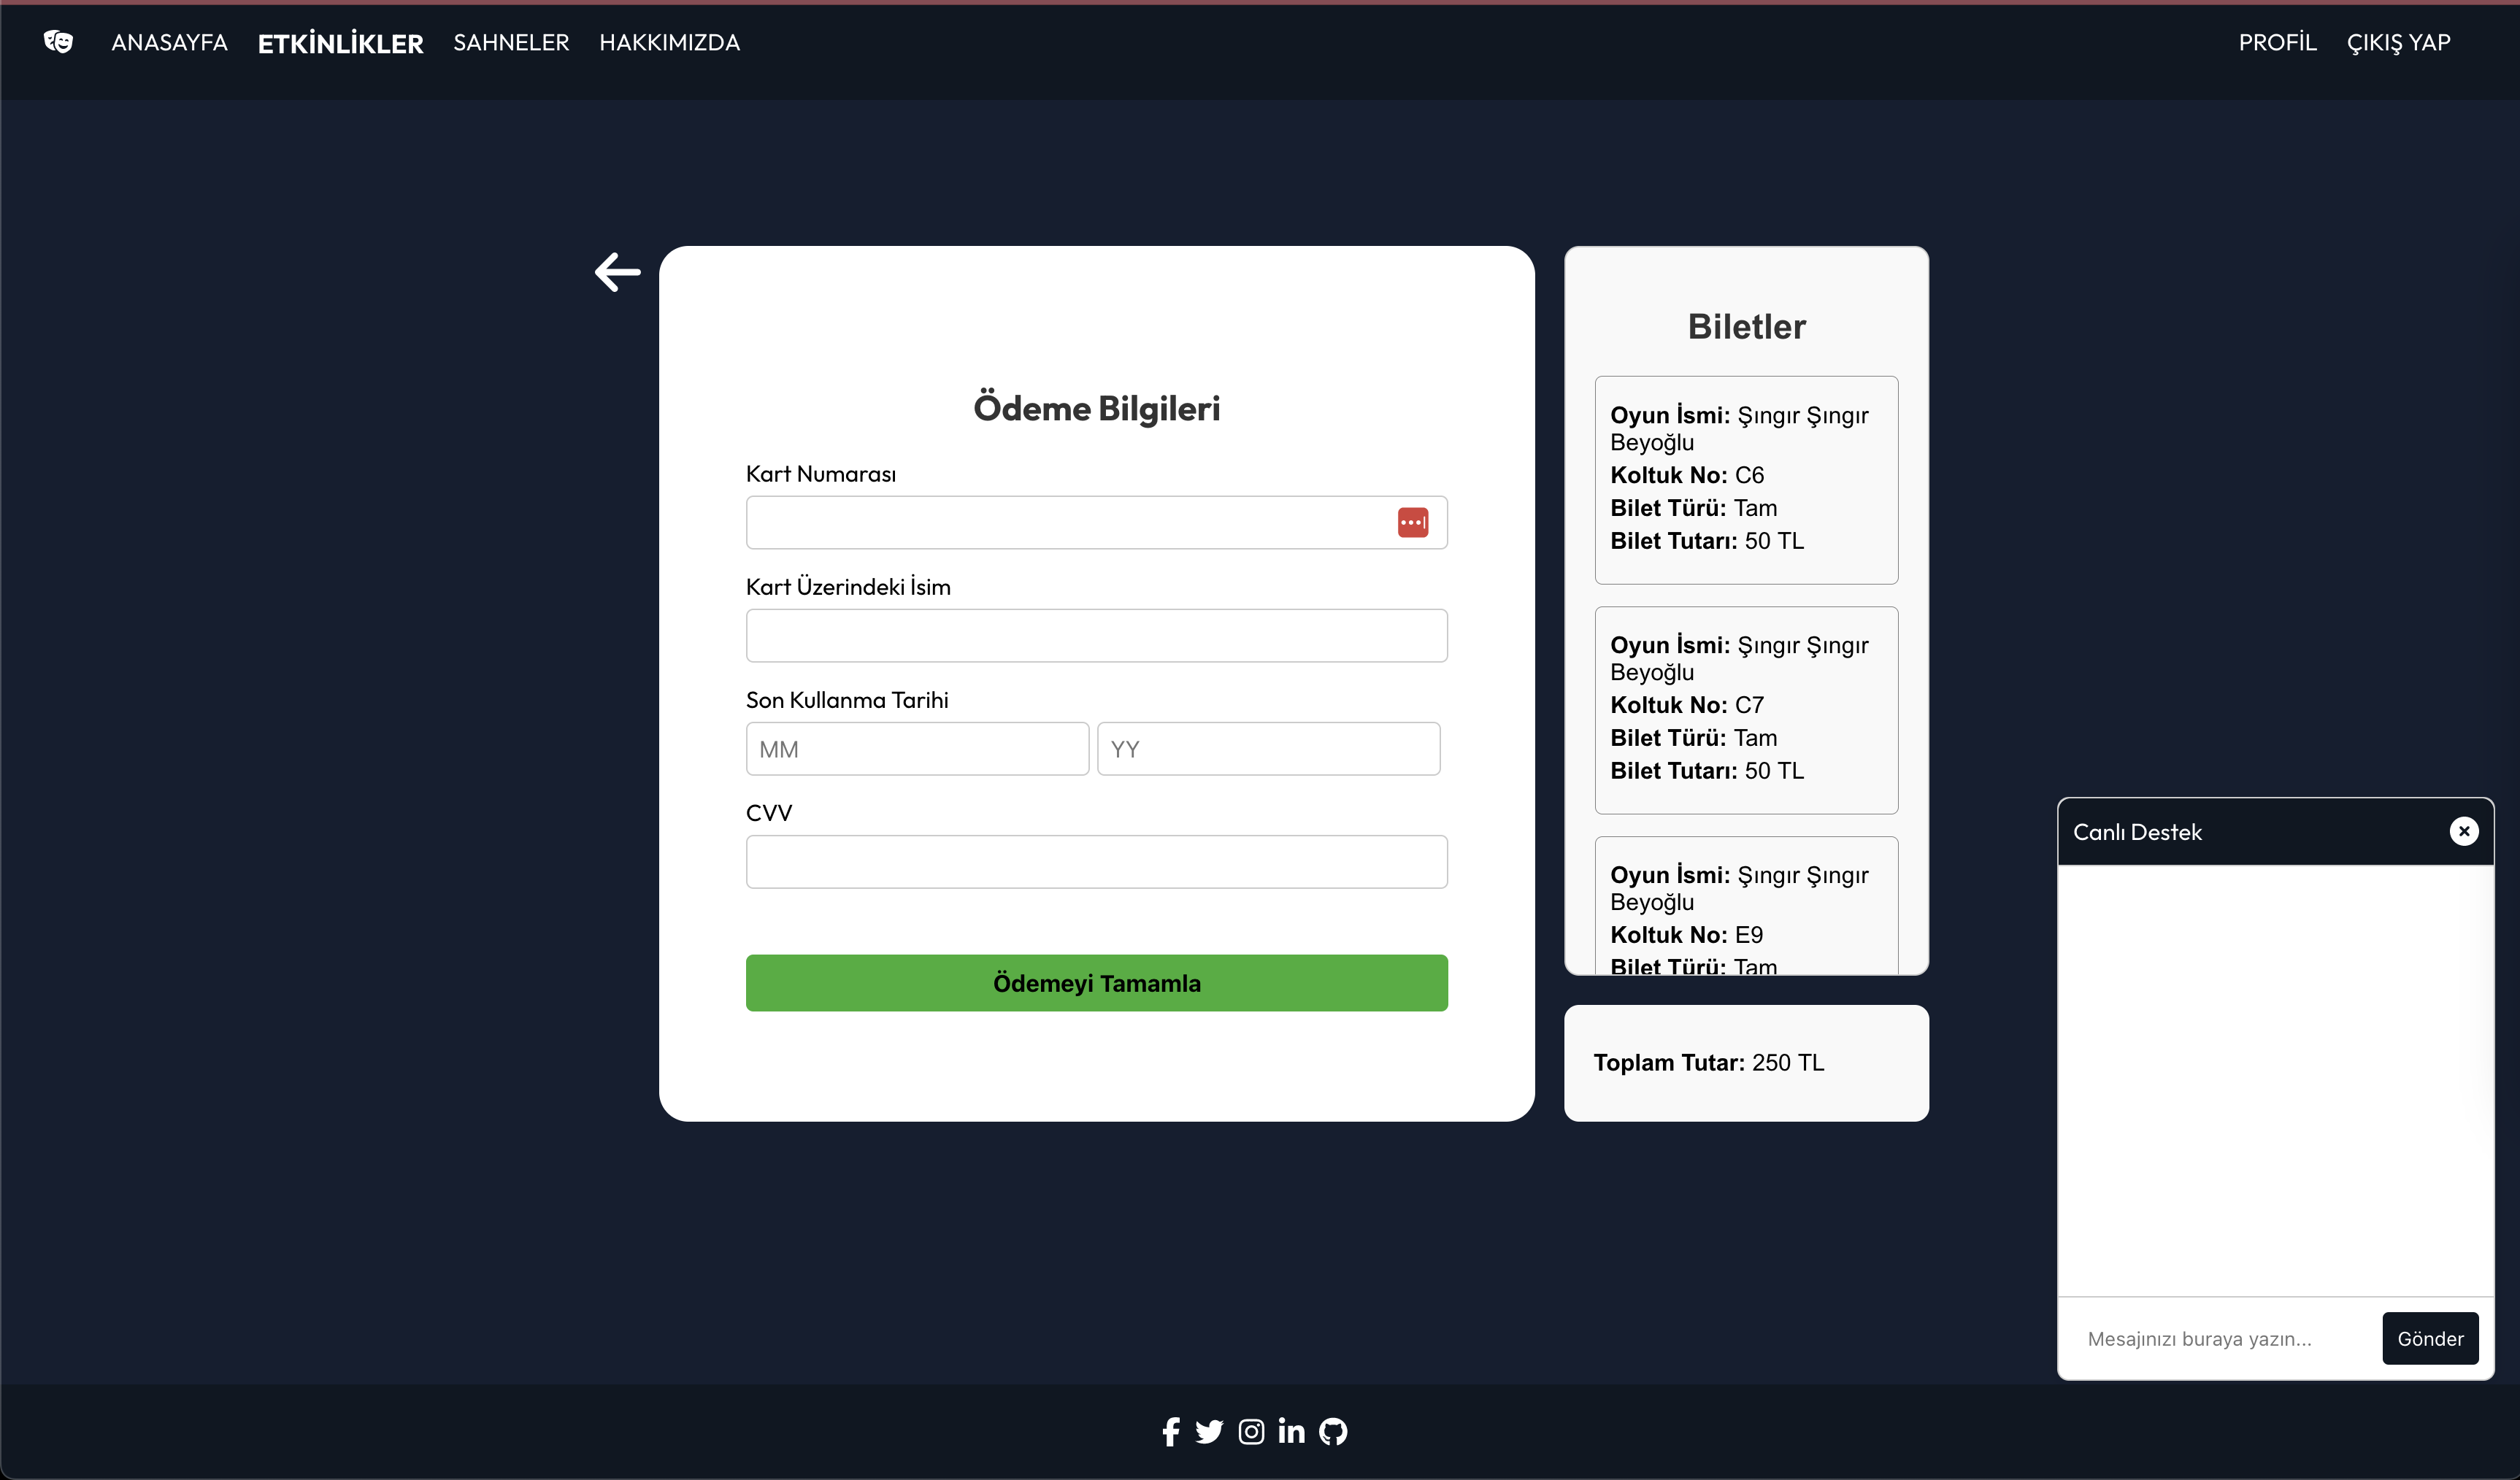 ANASAYFA ETKİNLİKLER SAHNELER HAKKIMIZDA PROFİL ÇIKIŞ YAP
Ödeme Bilgileri
Kart Numarası
Kart Üzerindeki İsim
Son Kullanma Tarihi
MM YY
CVV
Ödemeyi Tamamla
Biletler
Oyun İsmi: Şıngır Şıngır
Beyoğlu
Koltuk No: C6
Bilet Türü: Tam
Bilet Tutarı: 50 TL
Oyun İsmi: Şıngır Şıngır
Beyoğlu
Koltuk No: C7
Bilet Türü: Tam
Bilet Tutarı: 50 TL
Oyun İsmi: Şıngır Şıngır
Beyoğlu
Koltuk No: E9
Bilet Türü: Tam
Toplam Tutar: 250 TL
Canlı Destek
Mesajınızı buraya yazın...
Gönder